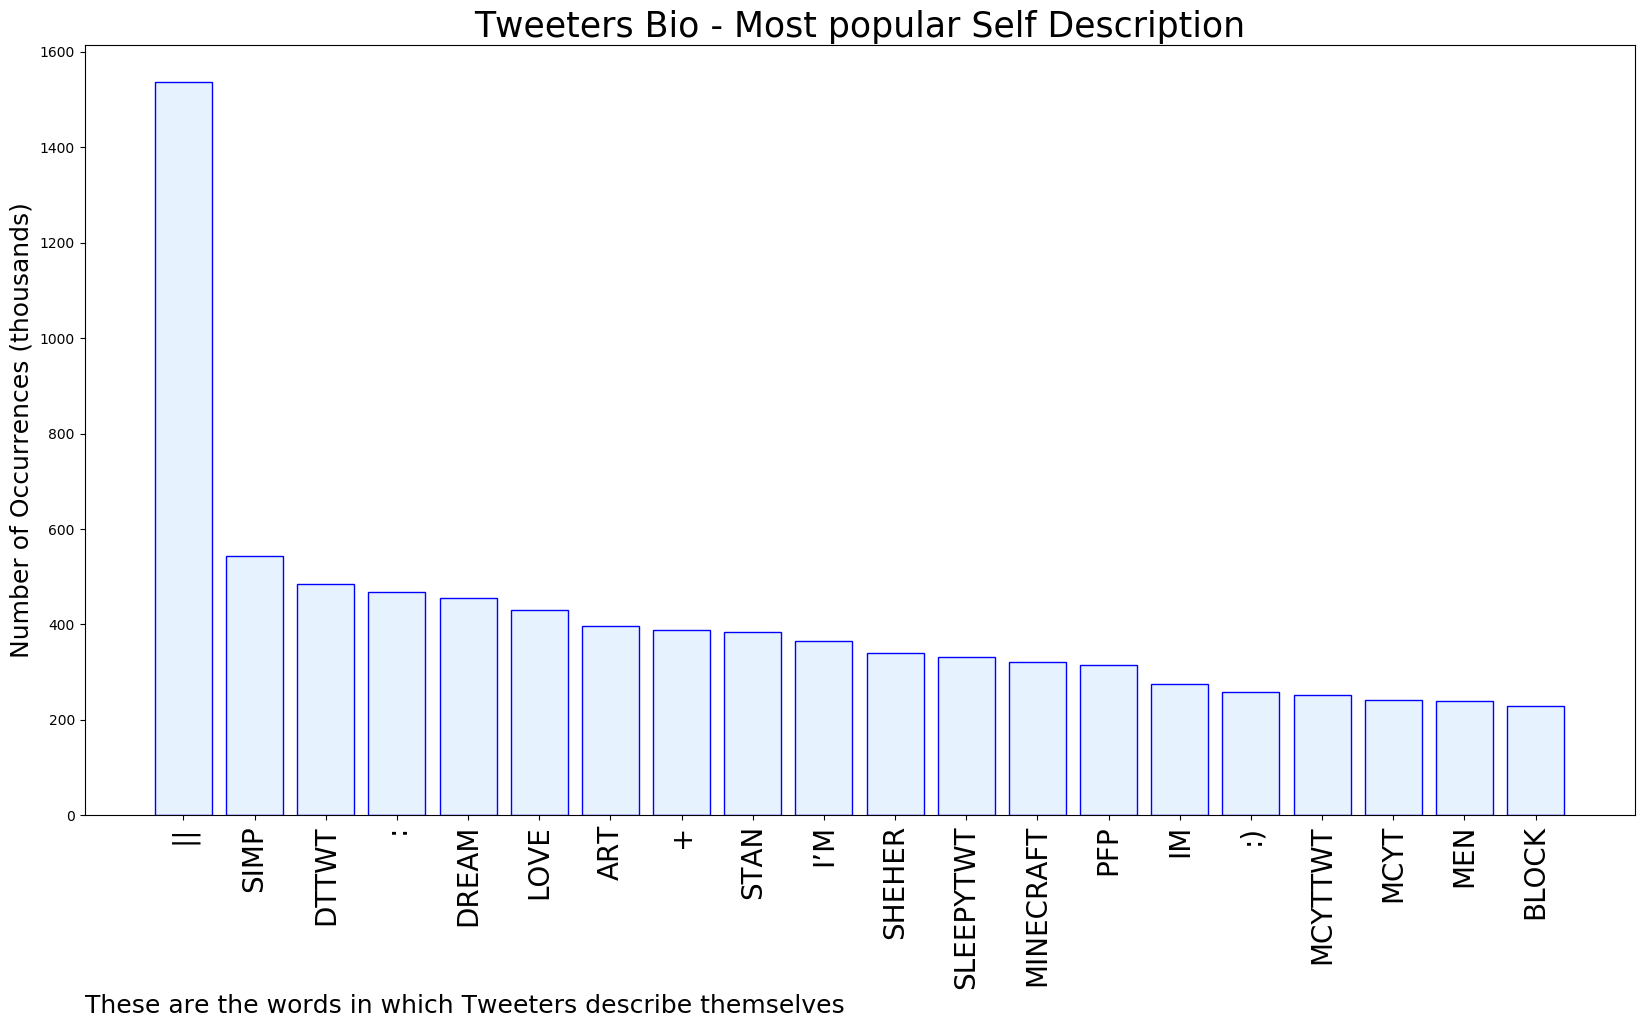 Tweeters Bio - Most popular Self Description
Number of Occurrences (thousands)
1600
1400
1200
1000
800
600
400
200
0
||
SIMP
DTTWT
:
DREAM
LOVE
ART
+
STAN
I’M
SHEHER
SLEEPYTWT
MINECRAFT
PFP
IM
:)
MCYTTWT
MCYT
MEN
BLOCK
These are the words in which Tweeters describe themselves